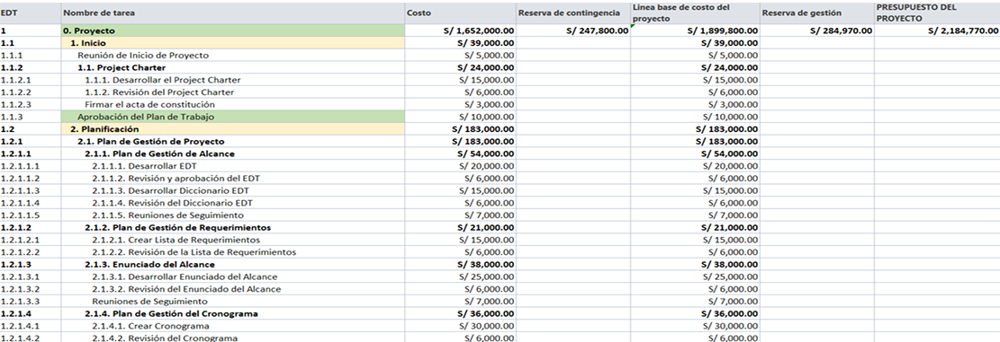 EDT Nombre de tarea Costo Reserva de contingencia Linea base de costo del proyecto Reserva de gestión PRESUPUESTO DEL PROYECTO
1 0. Proyecto S/ 1,652,000.00 S/ 247,800.00 S/ 1,899,800.00 S/ 284,970.00 S/ 2,184,770.00
1.1 1. Inicio S/ 39,000.00 S/ 39,000.00
1.1.1 Reunión de Inicio de Proyecto S/ 5,000.00 S/ 5,000.00
1.1.2 1.1. Project Charter S/ 24,000.00 S/ 24,000.00
1.1.2.1 1.1.1. Desarrollar el Project Charter S/ 15,000.00 S/ 15,000.00
1.1.2.2 1.1.2. Revisión del Project Charter S/ 6,000.00 S/ 6,000.00
1.1.2.3 Firmar el acta de constitución S/ 3,000.00 S/ 3,000.00
1.1.3 Aprobación del Plan de Trabajo S/ 10,000.00 S/ 10,000.00
1.2 2. Planificación S/ 183,000.00 S/ 183,000.00
1.2.1 2.1. Plan de Gestión de Proyecto S/ 183,000.00 S/ 183,000.00
1.2.1.1 2.1.1. Plan de Gestión de Alcance S/ 54,000.00 S/ 54,000.00
1.2.1.1.1 2.1.1.1. Desarrollar EDT S/ 20,000.00 S/ 20,000.00
1.2.1.1.2 2.1.1.2. Revisión y aprobación del EDT S/ 6,000.00 S/ 6,000.00
1.2.1.1.3 2.1.1.3. Desarrollar Diccionario EDT S/ 15,000.00 S/ 15,000.00
1.2.1.1.4 2.1.1.4. Revisión del Diccionario EDT S/ 6,000.00 S/ 6,000.00
1.2.1.1.5 2.1.1.5. Reuniones de Seguimiento S/ 7,000.00 S/ 7,000.00
1.2.1.2 2.1.2. Plan de Gestión de Requerimientos S/ 21,000.00 S/ 21,000.00
1.2.1.2.1 2.1.2.1. Crear Lista de Requerimientos S/ 15,000.00 S/ 15,000.00
1.2.1.2.2 2.1.2.2. Revisión de la Lista de Requerimientos S/ 6,000.00 S/ 6,000.00
1.2.1.3 2.1.3. Enunciado del Alcance S/ 38,000.00 S/ 38,000.00
1.2.1.3.1 2.1.3.1. Desarrollar Enunciado del Alcance S/ 25,000.00 S/ 25,000.00
1.2.1.3.2 2.1.3.2. Revisión del Enunciado del Alcance S/ 6,000.00 S/ 6,000.00
1.2.1.3.3 Reuniones de Seguimiento S/ 7,000.00 S/ 7,000.00
1.2.1.4 2.1.4. Plan de Gestión del Cronograma S/ 36,000.00 S/ 36,000.00
1.2.1.4.1 2.1.4.1. Crear Cronograma S/ 30,000.00 S/ 30,000.00
1.2.1.4.2 2.1.4.2. Revisión del Cronograma S/ 6,000.00 S/ 6,000.00